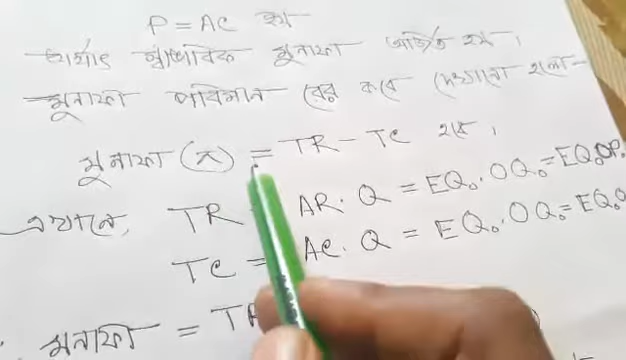 P = AC হয়
অর্থাৎ স্বাভাবিক মুনাফা অর্জিত হয়।
মুনাফা পরিমান বের করে দেখানো হলো-
মুনাফা (π) = TR - TC হবে,
এখানে, TR = AR. Q = EQ₀. OQ₀ = EQ₀OP₀
TC = AC. Q = EQ₀. OQ₀ = EQ₀O
মুনাফা = TR